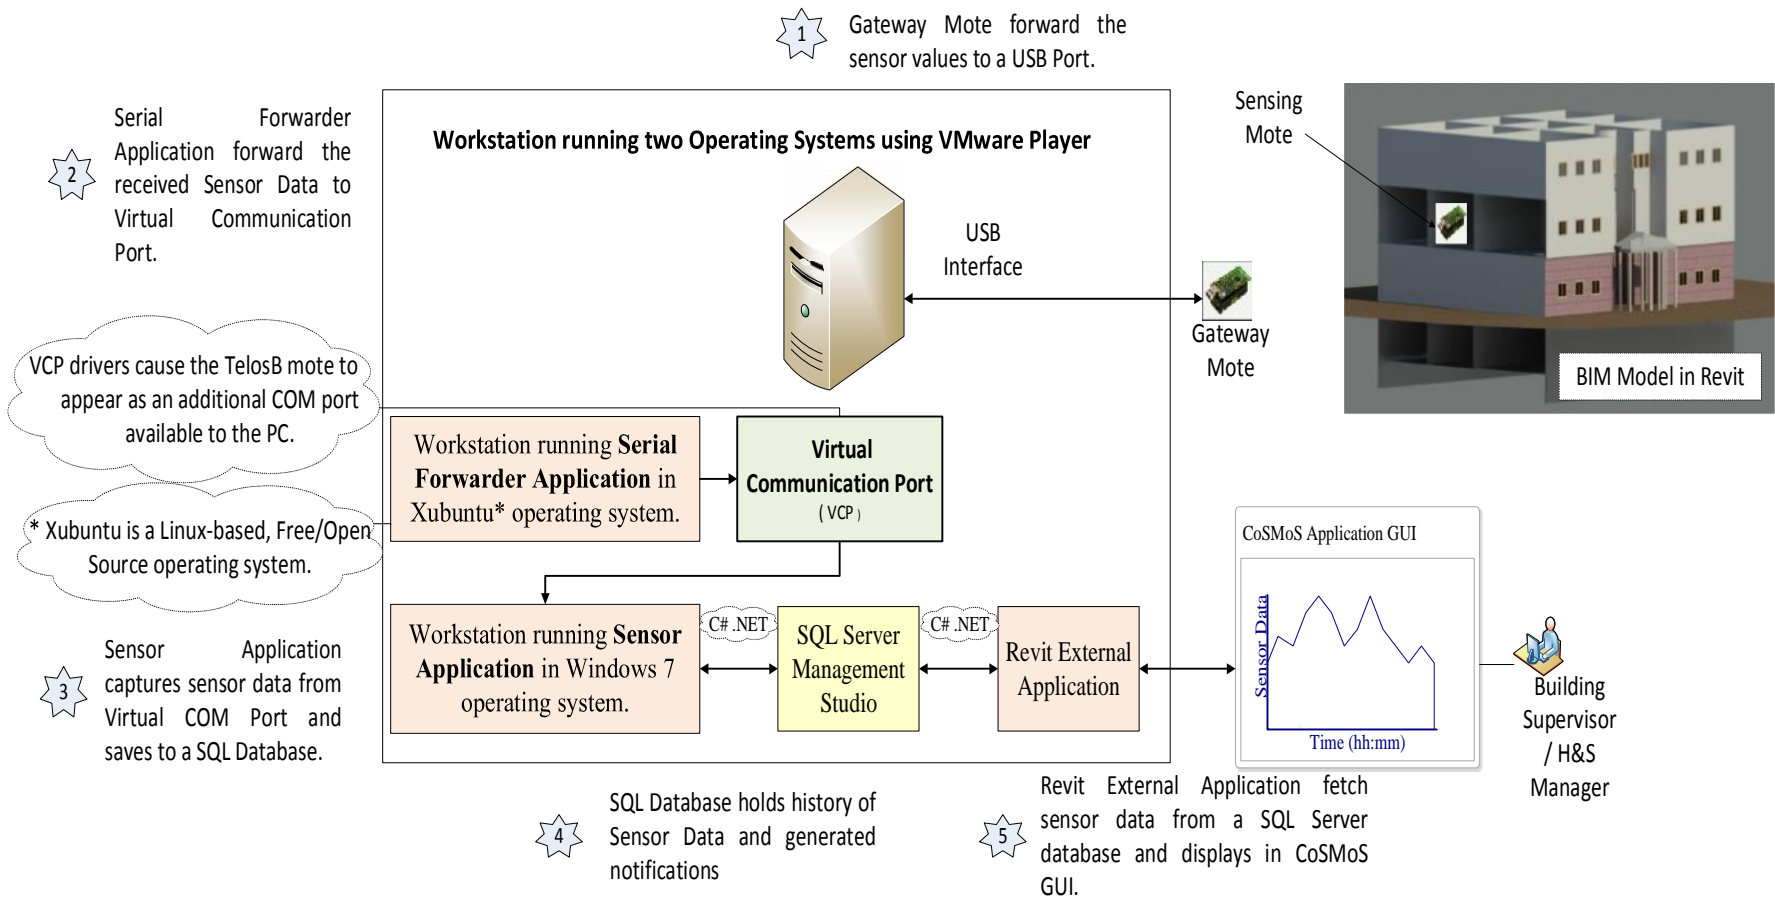 1
Gateway Mote forward the
sensor values to a USB Port.
2
Serial Forwarder
Application forward the
received Sensor Data to
Virtual Communication
Port.
Workstation running two Operating Systems using VMware Player
USB
Interface
Gateway
Mote
Sensing
Mote
BIM Model in Revit
VCP drivers cause the TelosB mote to
appear as an additional COM port
available to the PC.
* Xubuntu is a Linux-based, Free/Open
Source operating system.
Workstation running Serial
Forwarder Application in
Xubuntu* operating system.
Virtual
Communication Port
( VCP )
3
Sensor Application
captures sensor data from
Virtual COM Port and
saves to a SQL Database.
Workstation running Sensor
Application in Windows 7
operating system.
C# .NET
SQL Server
Management
Studio
C# .NET
Revit External
Application
CoSMoS Application GUI
Sensor Data
Time (hh:mm)
Building
Supervisor
/ H&S
Manager
4
SQL Database holds history of
Sensor Data and generated
notifications
5
Revit External Application fetch
sensor data from a SQL Server
database and displays in CoSMoS
GUI.